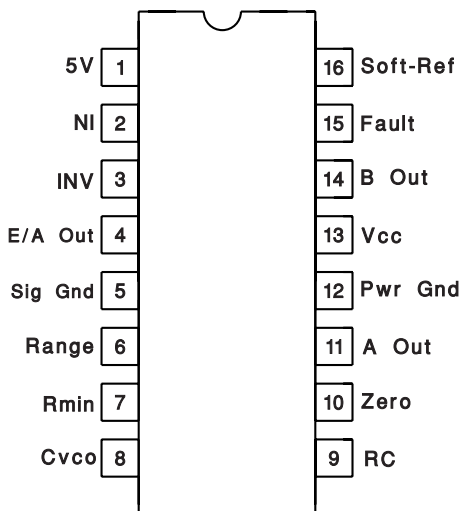 5V 1 16 Soft-Ref
NI 2 15 Fault
INV 3 14 B Out
E/A Out 4 13 Vcc
Sig Gnd 5 12 Pwr Gnd
Range 6 11 A Out
Rmin 7 10 Zero
Cvco 8 9 RC